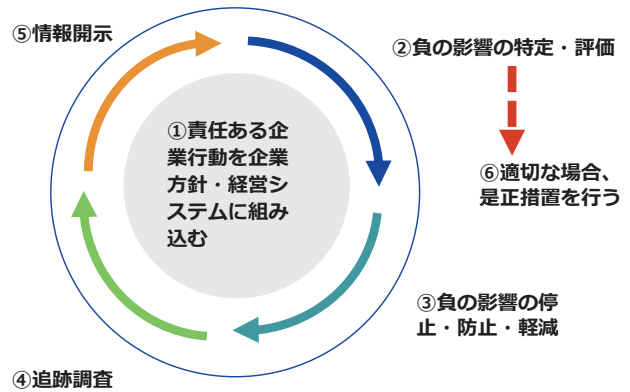 ⑤情報開示
②負の影響の特定・評価
①責任ある企
業行動を企業
方針・経営シ
ステムに組み
込む
⑥適切な場合、
是正措置を行う
③負の影響の停
止・防止・軽減
④追跡調査